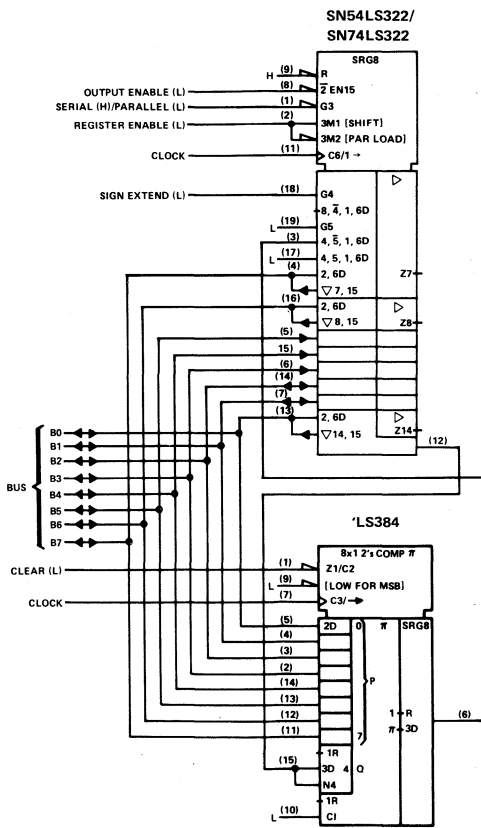 SN54LS322/
SN74LS322
SRG8
H (9) R
OUTPUT ENABLE (L) (8) 2̅ EN15
SERIAL (H)/PARALLEL (L) (1) G3
REGISTER ENABLE (L) (2) 3M1 [SHIFT]
3M2 [PAR LOAD]
CLOCK (11) C6/1 →
▷
SIGN EXTEND (L) (18) G4
8, 4̅, 1, 6D
L (19) G5
(3) 4, 5̅, 1, 6D
L (17) 4, 5, 1, 6D
(4) 2, 6D Z7
▽ 7, 15
(16) 2, 6D ▷
▽ 8, 15 Z8
(5)
15)
(6)
(14)
(7)
(13) 2, 6D ▷
▽ 14, 15 Z14
(12)
BUS
B0
B1
B2
B3
B4
B5
B6
B7
'LS384
8x1 2's COMP π
CLEAR (L) (1) Z1/C2
L (9) [LOW FOR MSB]
CLOCK (7) C3/ →
(5) 2D 0 π SRG8
(4)
(3)
(2) P
(14)
(13)
(12) 1 R
(11) 7 π 3D (6)
1R
(15) 3D 4 Q
N4
1R
L (10) CI